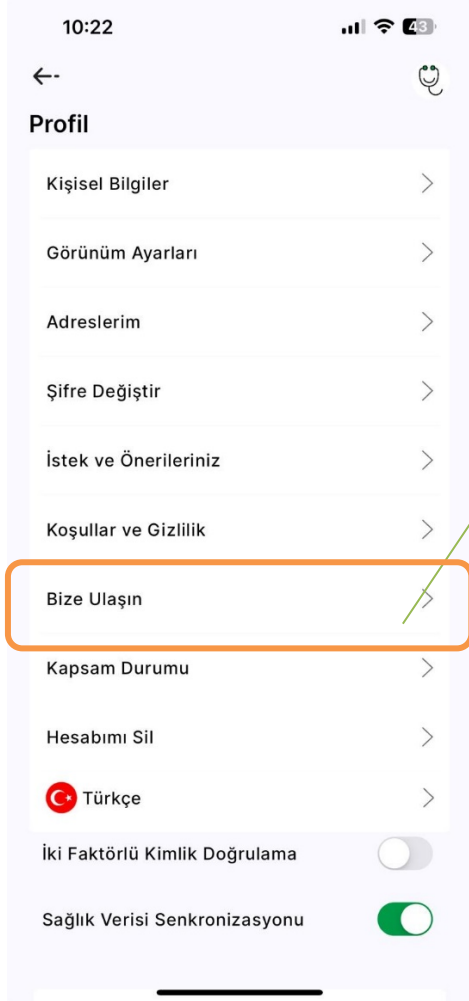 10:22
43
Profil
Kişisel Bilgiler
Görünüm Ayarları
Adreslerim
Şifre Değiştir
İstek ve Önerileriniz
Koşullar ve Gizlilik
Bize Ulaşın
Kapsam Durumu
Hesabımı Sil
Türkçe
İki Faktörlü Kimlik Doğrulama
Sağlık Verisi Senkronizasyonu